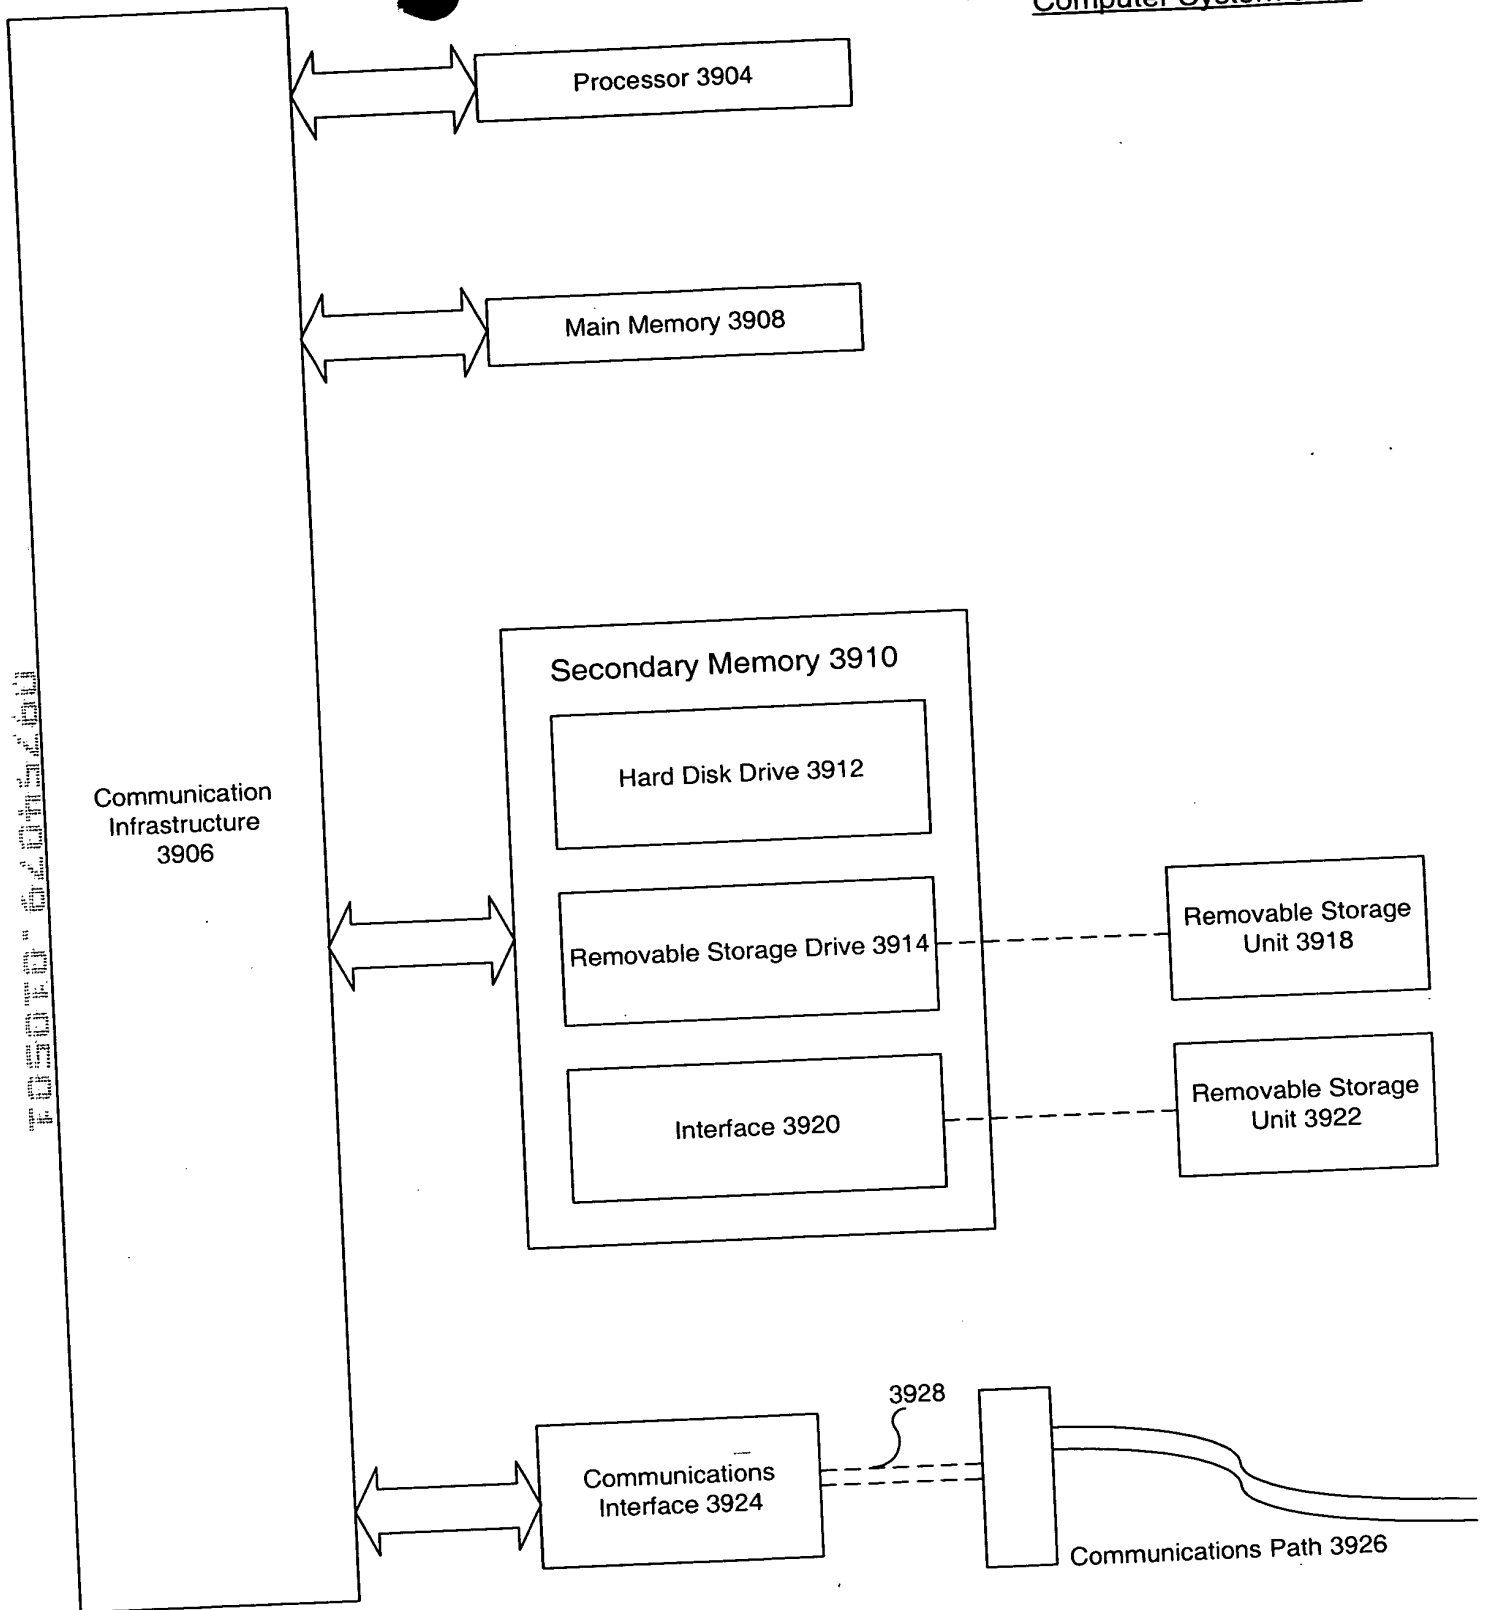 Computer System
Processor 3904
Main Memory 3908
Secondary Memory 3910
Hard Disk Drive 3912
Communication
Infrastructure
3906
Removable Storage Drive 3914
Removable Storage
Unit 3918
Interface 3920
Removable Storage
Unit 3922
3928
Communications
Interface 3924
Communications Path 3926